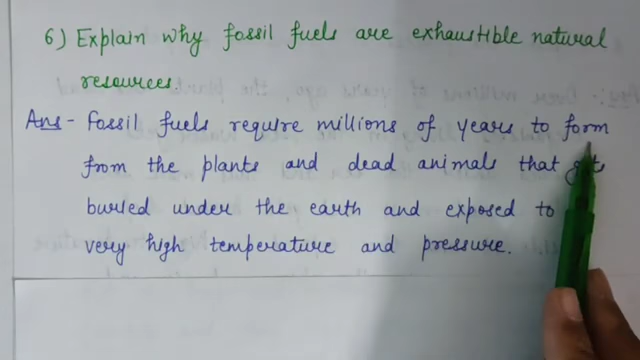 6) Explain why fossil fuels are exhaustible natural
resources.
Ans - Fossil fuels require millions of years to form
from the plants and dead animals that
buried under the earth and exposed to
very high temperature and pressure.